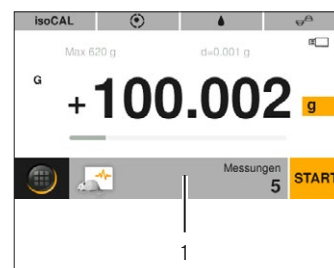 isoCAL
Max 620 g d=0.001 g
G
+100.002 g
Messungen
5
START
1